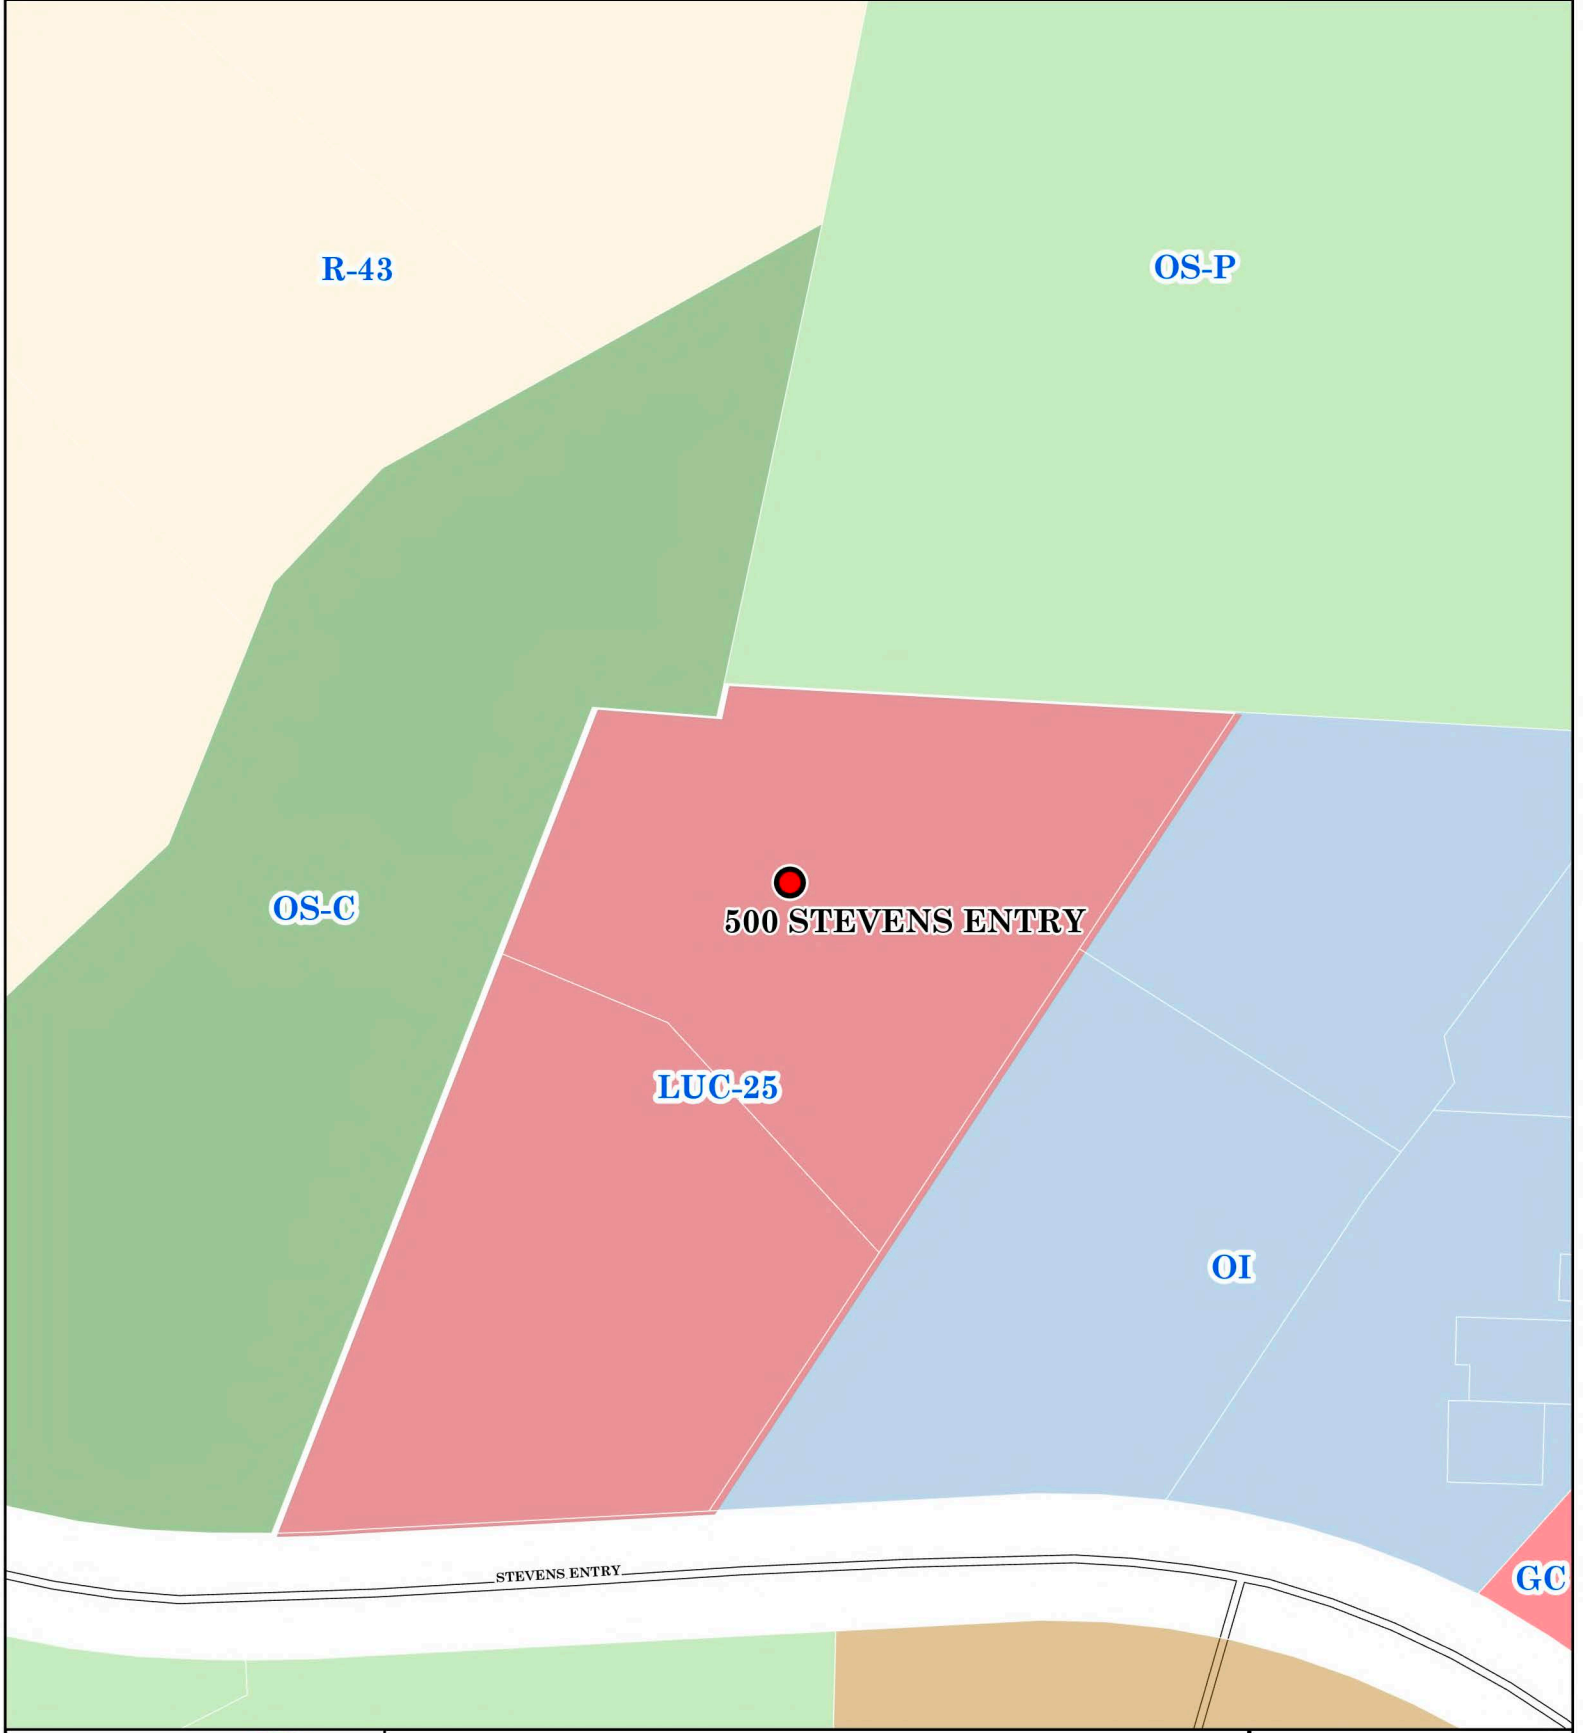 R-43
OS-P
OS-C
500 STEVENS ENTRY
LUC-25
OI
STEVENS ENTRY
GC